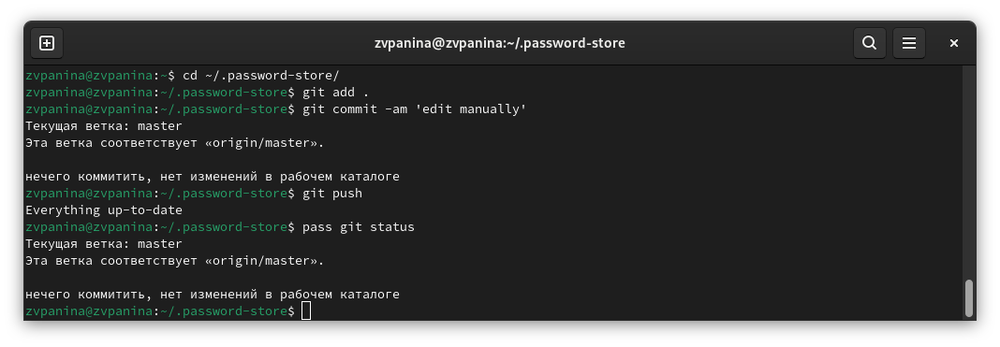 zvpanina@zvpanina:~/.password-store
zvpanina@zvpanina:~$ cd ~/.password-store/
zvpanina@zvpanina:~/.password-store$ git add .
zvpanina@zvpanina:~/.password-store$ git commit -am 'edit manually'
Текущая ветка: master
Эта ветка соответствует «origin/master».
нечего коммитить, нет изменений в рабочем каталоге
zvpanina@zvpanina:~/.password-store$ git push
Everything up-to-date
zvpanina@zvpanina:~/.password-store$ pass git status
Текущая ветка: master
Эта ветка соответствует «origin/master».
нечего коммитить, нет изменений в рабочем каталоге
zvpanina@zvpanina:~/.password-store$